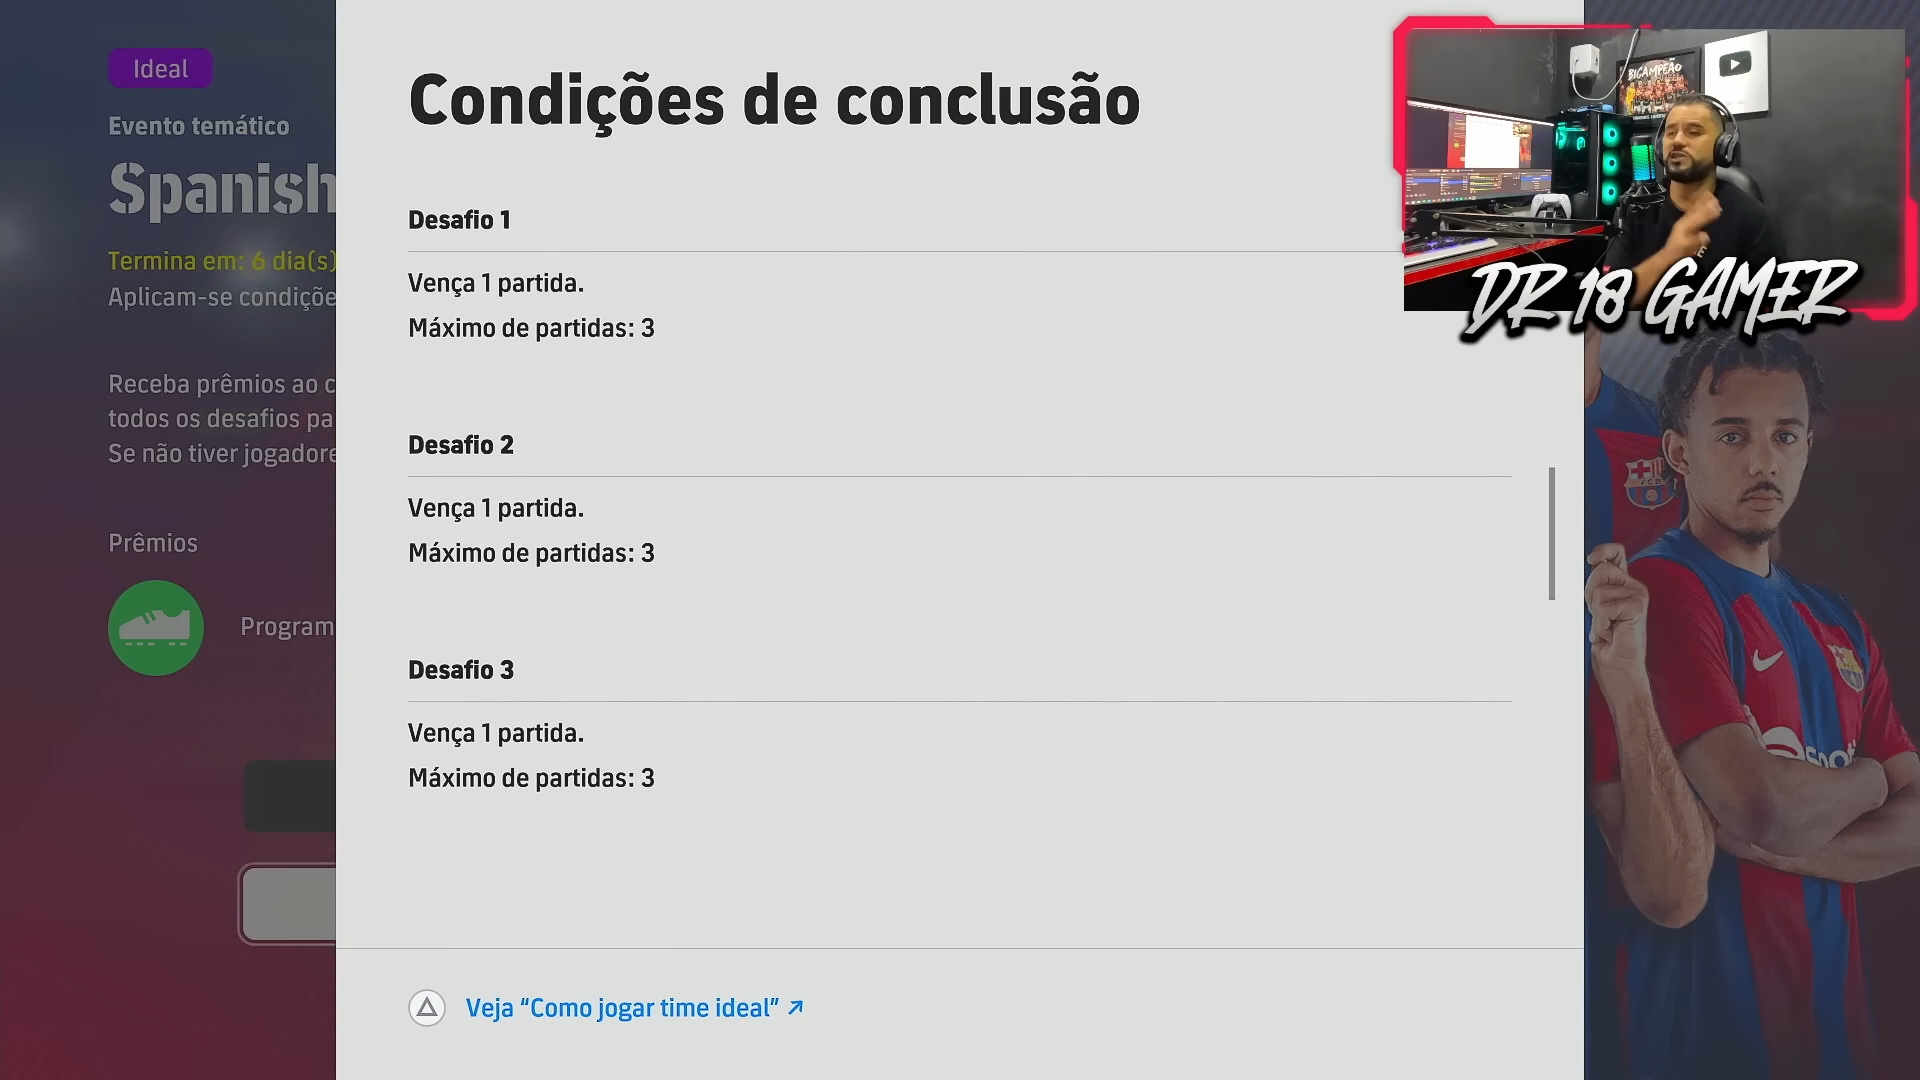 Ideal
Evento temático
Spanish
Termina em: 6 dia(s)
Aplicam-se condiçõe
Receba prêmios ao c
todos os desafios pa
Se não tiver jogadore
Prêmios
Program
Condições de conclusão
Desafio 1
Vença 1 partida.
Máximo de partidas: 3
Desafio 2
Vença 1 partida.
Máximo de partidas: 3
Desafio 3
Vença 1 partida.
Máximo de partidas: 3
Veja “Como jogar time ideal”
BICAMPEÃO
DR 18 GAMER
FCB
Spoti